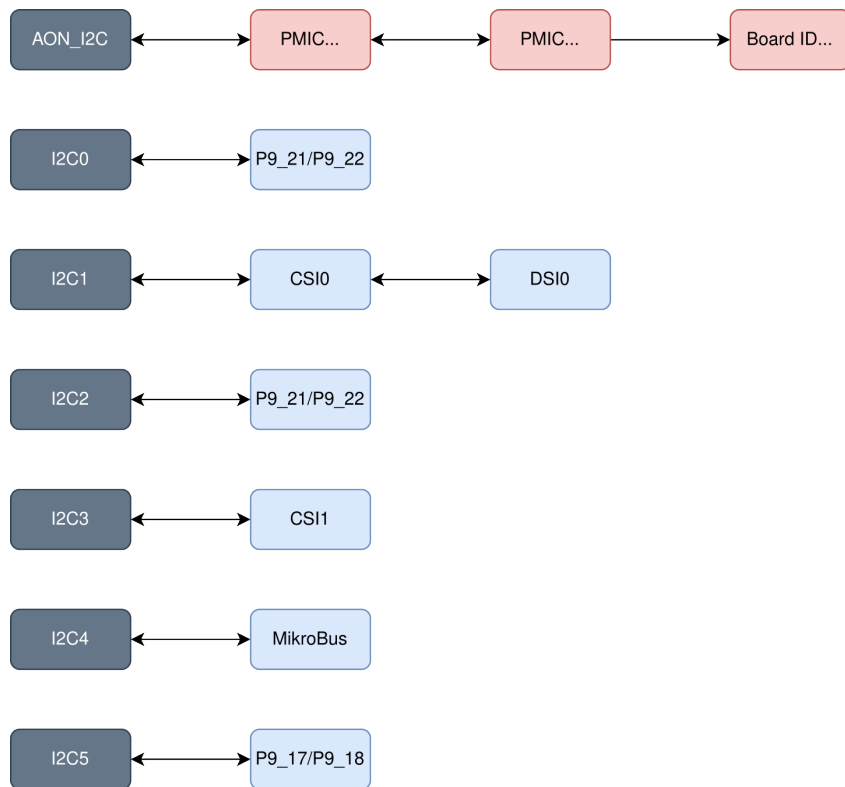 AON_I2C PMIC... PMIC... Board ID...
I2C0 P9_21/P9_22
I2C1 CSI0 DSI0
I2C2 P9_21/P9_22
I2C3 CSI1
I2C4 MikroBus
I2C5 P9_17/P9_18